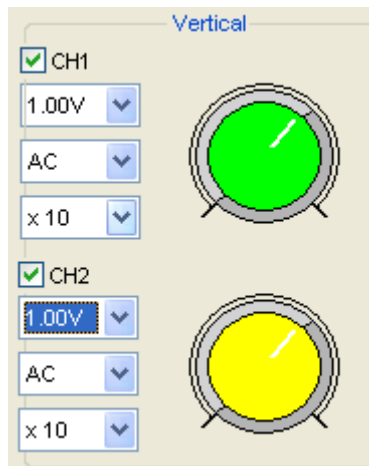 Vertical
CH1
1.00V
AC
x 10
CH2
1.00V
AC
x 10